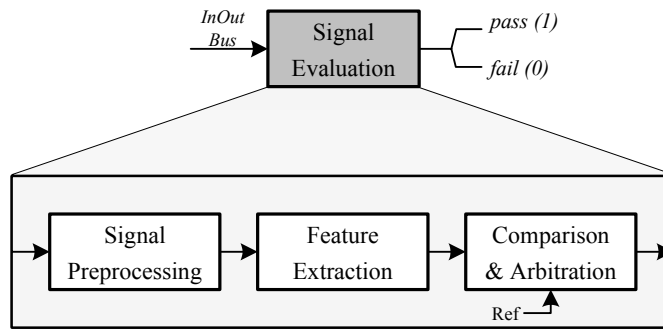 InOut
Bus
Signal
Evaluation
pass (1)
fail (0)
Signal
Preprocessing
Feature
Extraction
Comparison
& Arbitration
Ref